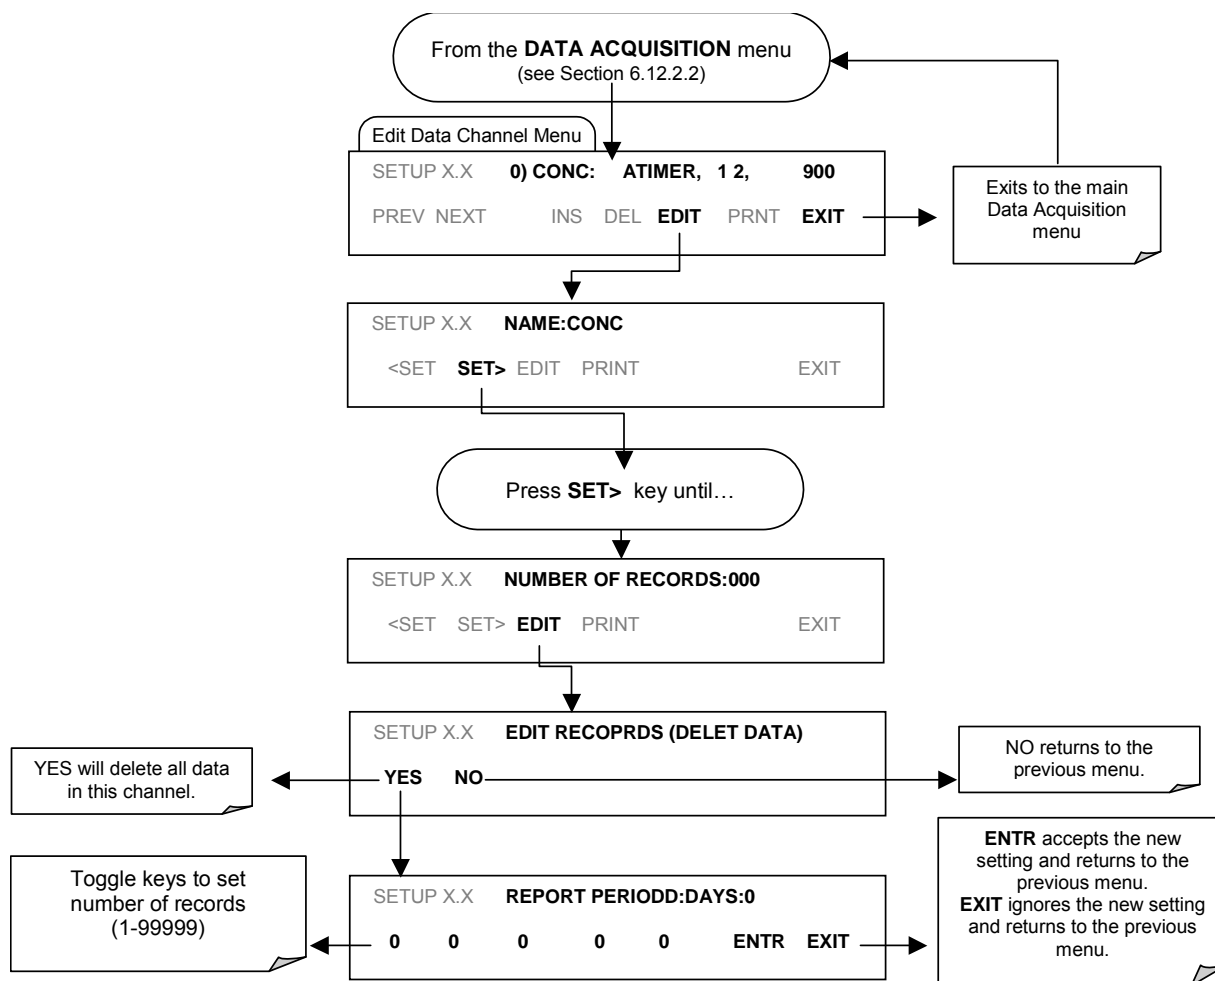 From the DATA ACQUISITION menu
(see Section 6.12.2.2)
Edit Data Channel Menu
SETUP X.X 0) CONC: ATIMER, 1 2, 900
PREV NEXT INS DEL EDIT PRNT EXIT
Exits to the main
Data Acquisition
menu
SETUP X.X NAME:CONC
<SET SET> EDIT PRINT EXIT
Press SET> key until…
SETUP X.X NUMBER OF RECORDS:000
<SET SET> EDIT PRINT EXIT
SETUP X.X EDIT RECOPRDS (DELET DATA)
YES NO
YES will delete all data
in this channel.
NO returns to the
previous menu.
Toggle keys to set
number of records
(1-99999)
SETUP X.X REPORT PERIODD:DAYS:0
0 0 0 0 0 ENTR EXIT
ENTR accepts the new
setting and returns to the
previous menu.
EXIT ignores the new setting
and returns to the previous
menu.